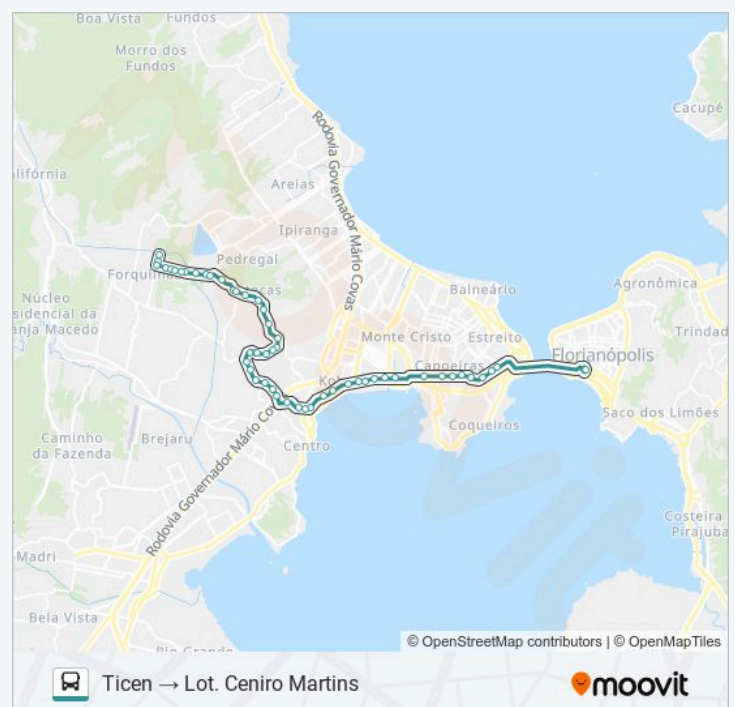 Boa Vista
Fundos
Morro dos
Fundos
Cacupé
Rodovia Governador Mário Covas
alifórnia
Areias
Ipiranga
Pedregal
Forquilh
Núcleo
sidencial da
anja Macedo
Balneário
Agronômica
Monte Cristo
Estreito
Trindad
Florianópolis
Capoeiras
Saco dos Limões
Coqueiros
Caminho
da Fazenda
Brejaru
Centro
Rodovia Governador Mário Co
Costeira
Pirajuba
Madri
Bela Vista
Rio Grande
© OpenStreetMap contributors | © OpenMapTiles
Ticen → Lot. Ceniro Martins
moovit